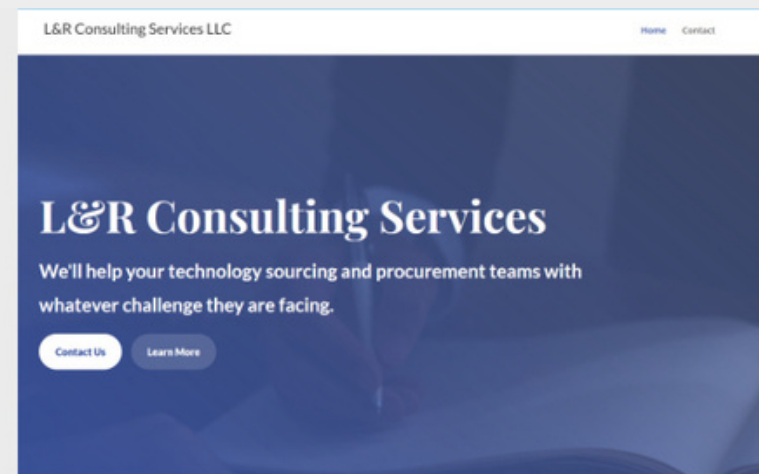 L&R Consulting Services LLC
Home Contact
L&R Consulting Services
We'll help your technology sourcing and procurement teams with
whatever challenge they are facing.
Contact Us Learn More